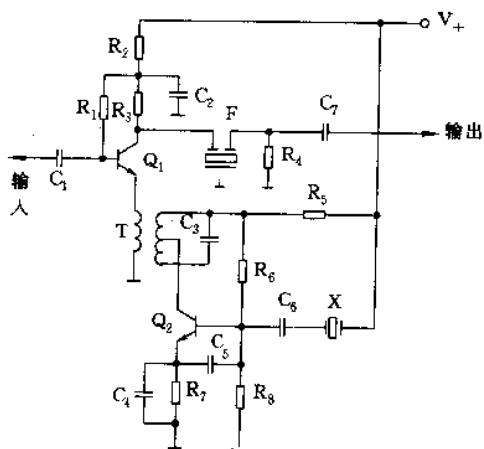 V₊
R₂
C₂
R₁
R₃
F
C₇
输出
C₁
Q₁
R₄
输
入
T
C₃
R₅
R₆
C₆
X
Q₂
C₅
C₄
R₇
R₈